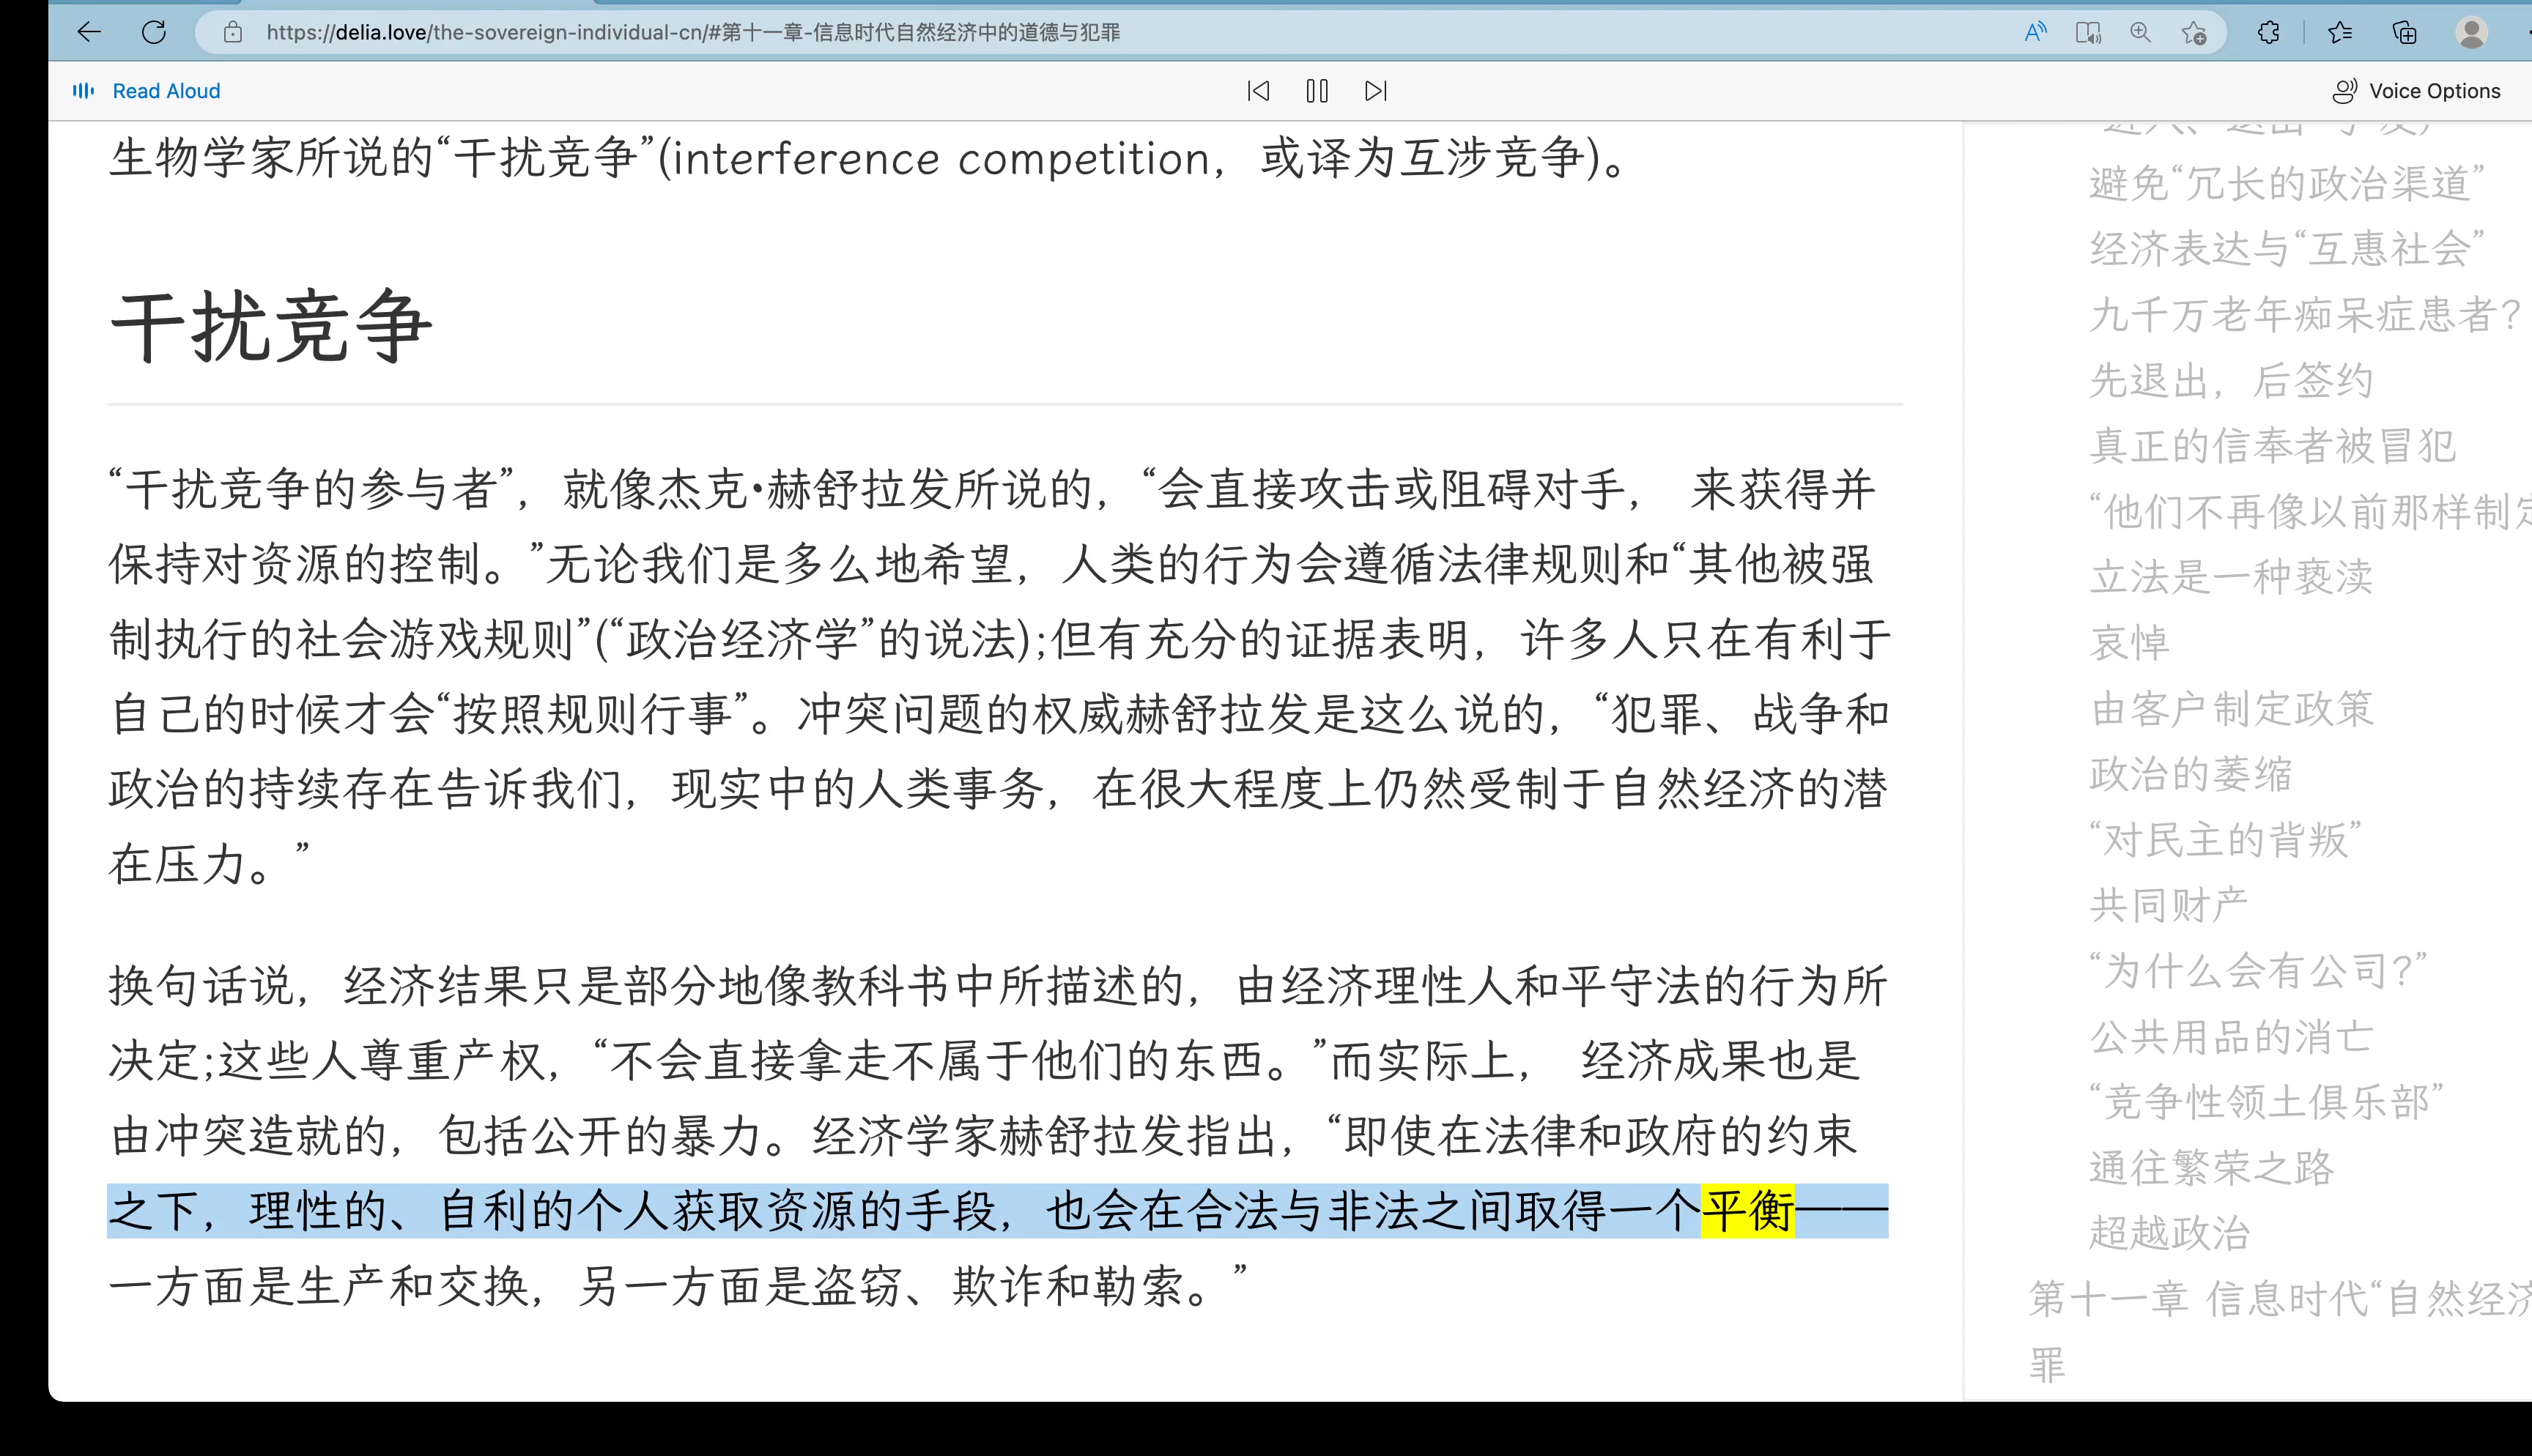 https://delia.love/the-sovereign-individual-cn/#第十一章-信息时代自然经济中的道德与犯罪
Read Aloud
Voice Options
生物学家所说的“干扰竞争”(interference competition，或译为互涉竞争)。
干扰竞争
“干扰竞争的参与者”，就像杰克•赫舒拉发所说的，“会直接攻击或阻碍对手， 来获得并
保持对资源的控制。”无论我们是多么地希望，人类的行为会遵循法律规则和“其他被强
制执行的社会游戏规则”(“政治经济学”的说法);但有充分的证据表明，许多人只在有利于
自己的时候才会“按照规则行事”。冲突问题的权威赫舒拉发是这么说的，“犯罪、战争和
政治的持续存在告诉我们，现实中的人类事务，在很大程度上仍然受制于自然经济的潜
在压力。”
换句话说，经济结果只是部分地像教科书中所描述的，由经济理性人和平守法的行为所
决定;这些人尊重产权，“不会直接拿走不属于他们的东西。”而实际上， 经济成果也是
由冲突造就的，包括公开的暴力。经济学家赫舒拉发指出，“即使在法律和政府的约束
之下，理性的、自利的个人获取资源的手段，也会在合法与非法之间取得一个平衡——
一方面是生产和交换，另一方面是盗窃、欺诈和勒索。”
避免“冗长的政治渠道”
经济表达与“互惠社会”
九千万老年痴呆症患者?
先退出，后签约
真正的信奉者被冒犯
“他们不再像以前那样制定
立法是一种亵渎
哀悼
由客户制定政策
政治的萎缩
“对民主的背叛”
共同财产
“为什么会有公司?”
公共用品的消亡
“竞争性领土俱乐部”
通往繁荣之路
超越政治
第十一章 信息时代“自然经济
罪